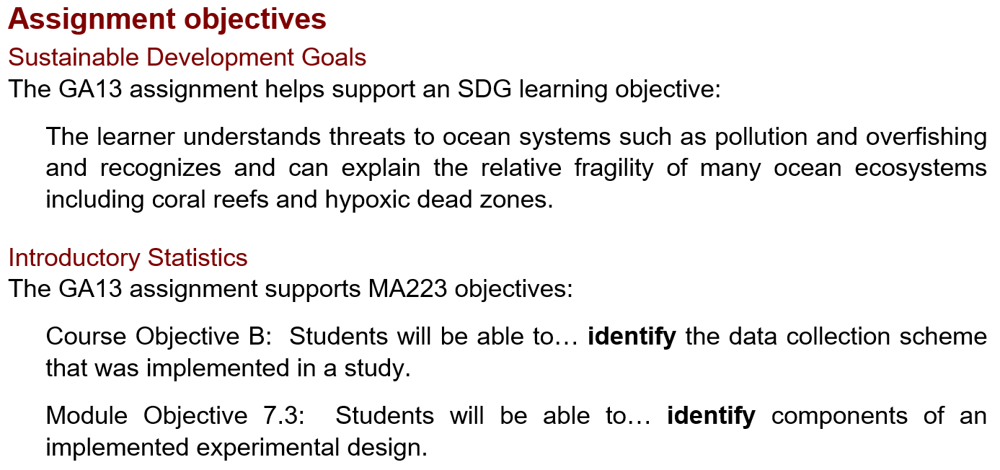 Assignment objectives
Sustainable Development Goals
The GA13 assignment helps support an SDG learning objective:
The learner understands threats to ocean systems such as pollution and overfishing
and recognizes and can explain the relative fragility of many ocean ecosystems
including coral reefs and hypoxic dead zones.
Introductory Statistics
The GA13 assignment supports MA223 objectives:
Course Objective B:  Students will be able to… identify the data collection scheme
that was implemented in a study.
Module Objective 7.3:  Students will be able to… identify components of an
implemented experimental design.